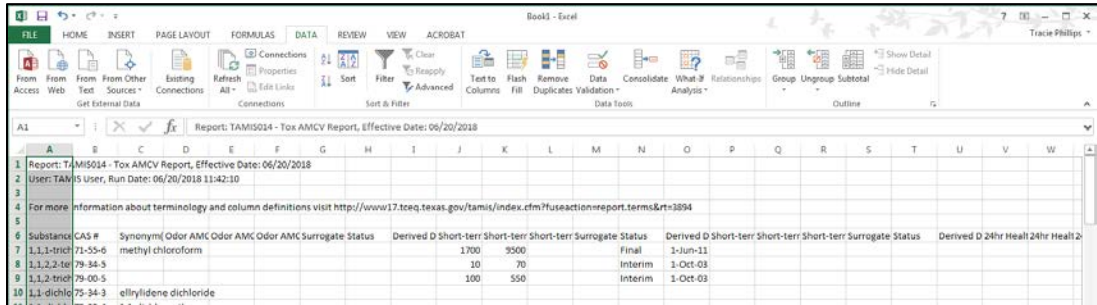 Book1 - Excel
FILE HOME INSERT PAGE LAYOUT FORMULAS DATA REVIEW VIEW ACROBAT Tracie Phillips
From Access From Web From Text From Other Sources Existing Connections Refresh All Connections Properties Edit Links Sort Filter Clear Reapply Advanced Text to Columns Flash Fill Remove Duplicates Data Validation Consolidate What-If Analysis Relationships Group Ungroup Subtotal Show Detail Hide Detail
Get External Data Connections Sort & Filter Data Tools Outline
A1 fx Report: TAMIS014 - Tox AMCV Report, Effective Date: 06/20/2018
A B C D E F G H I J K L M N O P Q R S T U V W
1 Report: TAMIS014 - Tox AMCV Report, Effective Date: 06/20/2018
2 User: TAMIS User, Run Date: 06/20/2018 11:42:10
3
4 For more information about terminology and column definitions visit http://www17.tceq.texas.gov/tamis/index.cfm?fuseaction=report.terms&rt=3894
5
6 Substance CAS # Synonym( Odor AMC Odor AMC Odor AMC Surrogate Status Derived D Short-terr Short-terr Short-terr Surrogate Status Derived D Short-terr Short-terr Short-terr Surrogate Status Derived D 24hr Healt 24hr Healt 2
7 1,1,1-trich 71-55-6 methyl chloroform 1700 9500 Final 1-Jun-11
8 1,1,2,2-te 79-34-5 10 70 Interim 1-Oct-03
9 1,1,2-trich 79-00-5 100 550 Interim 1-Oct-03
10 1,1-dichlo 75-34-3 ellrylidene dichloride